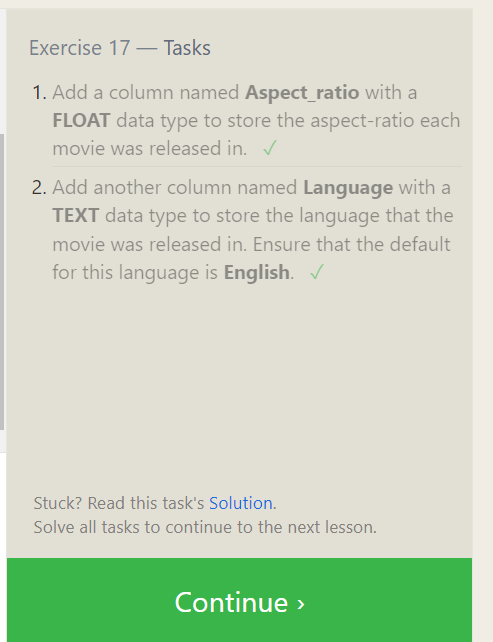 Exercise 17 — Tasks
1. Add a column named Aspect_ratio with a
FLOAT data type to store the aspect-ratio each
movie was released in. ✓
2. Add another column named Language with a
TEXT data type to store the language that the
movie was released in. Ensure that the default
for this language is English. ✓
Stuck? Read this task's Solution.
Solve all tasks to continue to the next lesson.
Continue ›